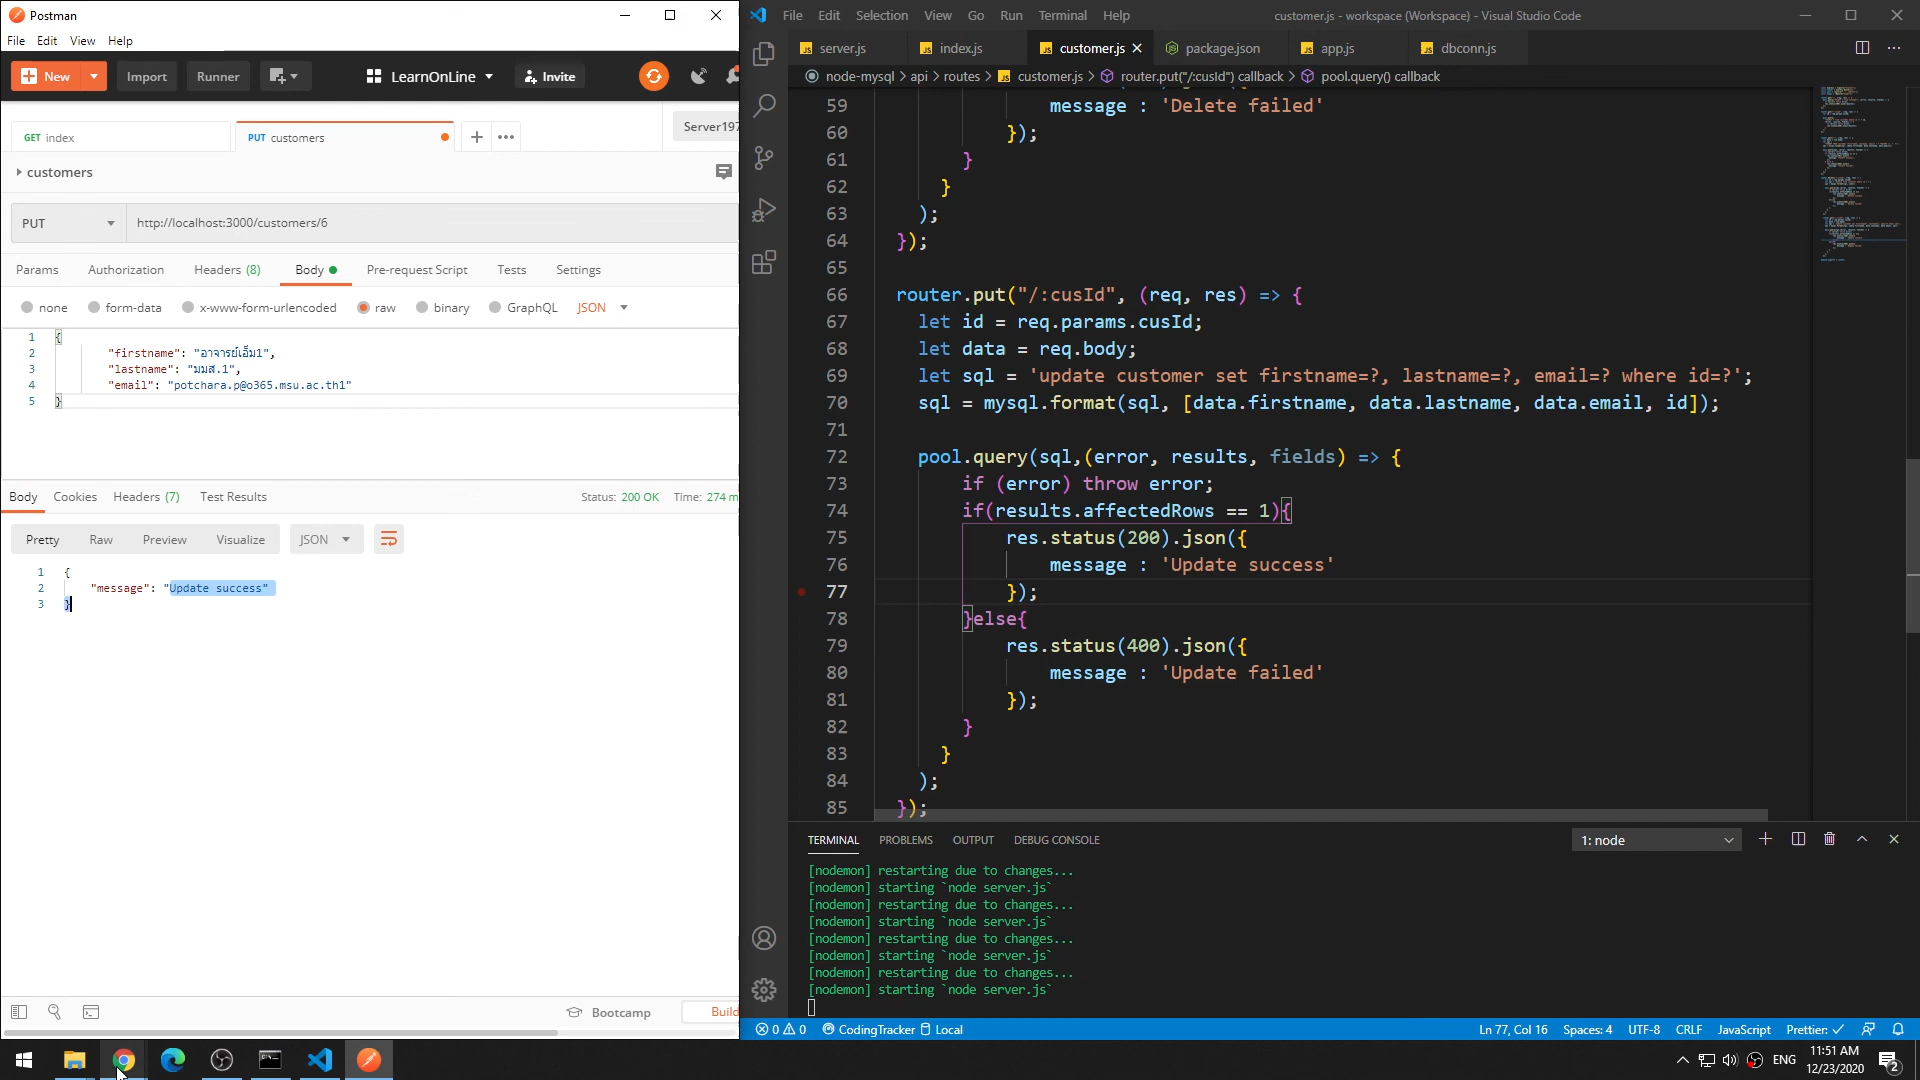 Postman
File Edit View Help
New Import Runner LearnOnLine Invite
GET index PUT customers Server197
customers
PUT http://localhost:3000/customers/6
Params Authorization Headers (8) Body Pre-request Script Tests Settings
none form-data x-www-form-urlencoded raw binary GraphQL JSON
1 {
2 "firstname": "อาจารย์เอ็ม1",
3 "lastname": "มมส.1",
4 "email": "potchara.p@o365.msu.ac.th1"
5 }
Body Cookies Headers (7) Test Results Status: 200 OK Time: 274 m
Pretty Raw Preview Visualize JSON
1 {
2 "message": "Update success"
3 }
Bootcamp Build
File Edit Selection View Go Run Terminal Help customer.js - workspace (Workspace) - Visual Studio Code
JS server.js JS index.js JS customer.js package.json JS app.js JS dbconn.js
node-mysql > api > routes > JS customer.js > router.put("/:cusId") callback > pool.query() callback
59 message : 'Delete failed'
60 });
61 }
62 }
63 );
64 });
65
66 router.put("/:cusId", (req, res) => {
67 let id = req.params.cusId;
68 let data = req.body;
69 let sql = 'update customer set firstname=?, lastname=?, email=? where id=?';
70 sql = mysql.format(sql, [data.firstname, data.lastname, data.email, id]);
71
72 pool.query(sql,(error, results, fields) => {
73 if (error) throw error;
74 if(results.affectedRows == 1){
75 res.status(200).json({
76 message : 'Update success'
77 });
78 }else{
79 res.status(400).json({
80 message : 'Update failed'
81 });
82 }
83 }
84 );
85 });
TERMINAL PROBLEMS OUTPUT DEBUG CONSOLE 1: node
[nodemon] restarting due to changes...
[nodemon] starting `node server.js`
[nodemon] restarting due to changes...
[nodemon] starting `node server.js`
[nodemon] restarting due to changes...
[nodemon] starting `node server.js`
[nodemon] restarting due to changes...
[nodemon] starting `node server.js`
0 0 CodingTracker Local Ln 77, Col 16 Spaces: 4 UTF-8 CRLF JavaScript Prettier: ✓
ENG 11:51 AM
12/23/2020 2